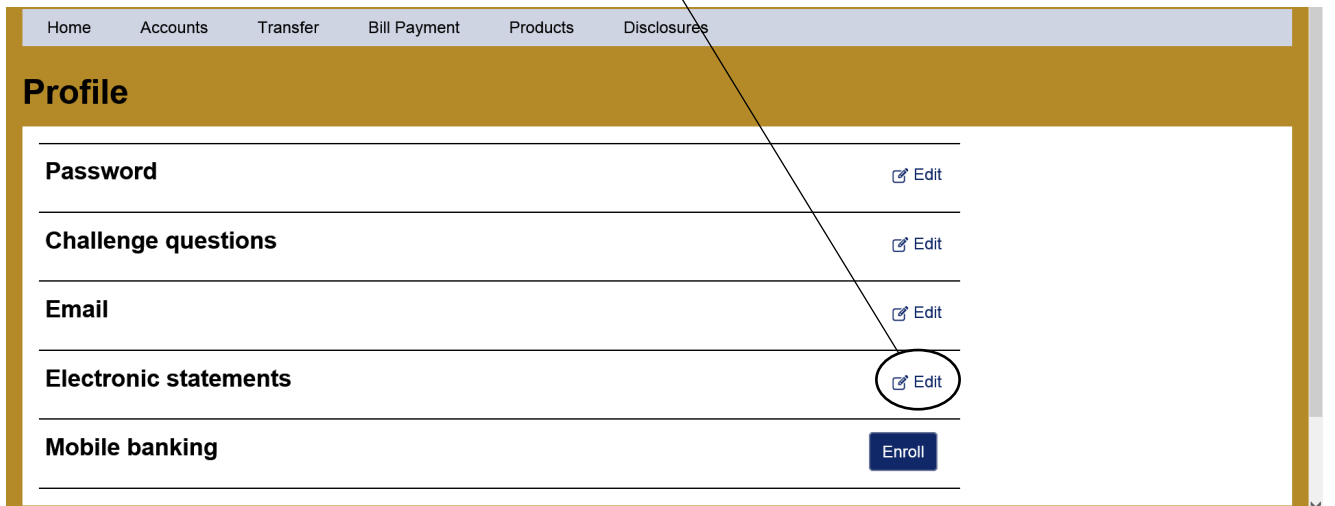 Home Accounts Transfer Bill Payment Products Disclosures
Profile
Password Edit
Challenge questions Edit
Email Edit
Electronic statements Edit
Mobile banking Enroll